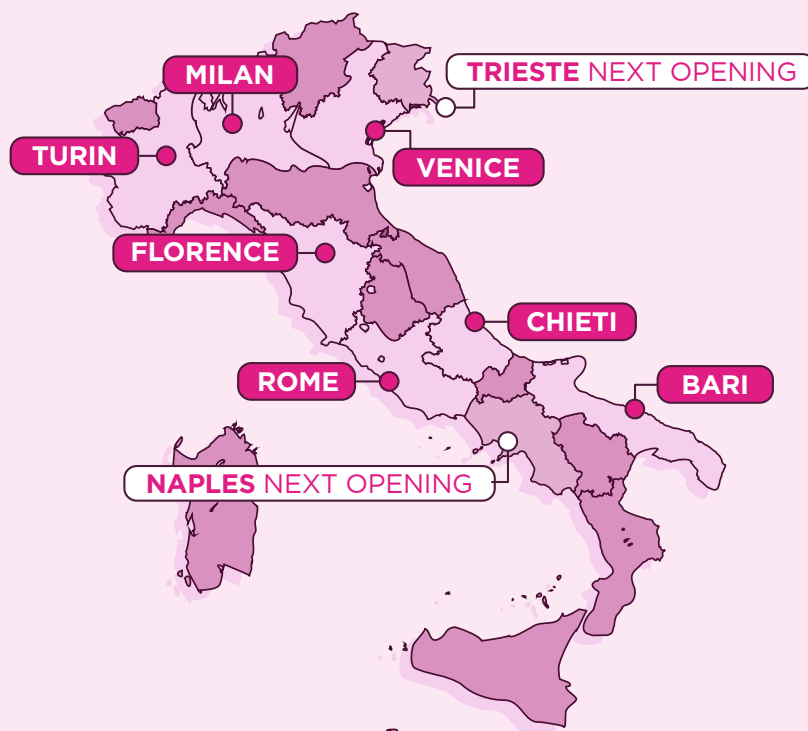 MILAN
TRIESTE NEXT OPENING
TURIN
VENICE
FLORENCE
CHIETI
ROME
BARI
NAPLES NEXT OPENING